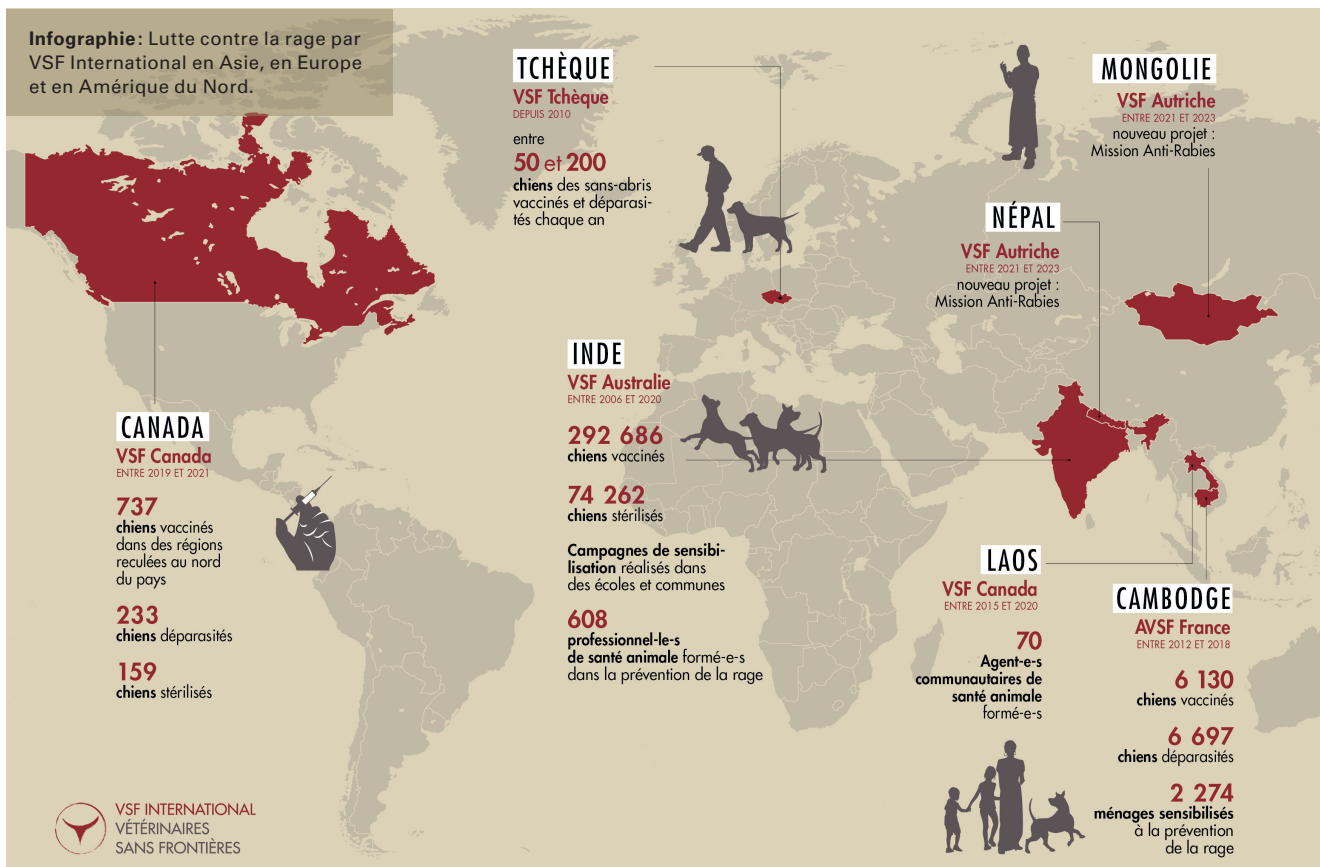 Infographie: Lutte contre la rage par
VSF International en Asie, en Europe
et en Amérique du Nord.
TCHÈQUE
VSF Tchèque
DEPUIS 2010
entre
50 et 200
chiens des sans-abris
vaccinés et déparasi-
tés chaque an
MONGOLIE
VSF Autriche
ENTRE 2021 ET 2023
nouveau projet :
Mission Anti-Rabies
NÉPAL
VSF Autriche
ENTRE 2021 ET 2023
nouveau projet :
Mission Anti-Rabies
INDE
VSF Australie
ENTRE 2006 ET 2020
292 686
chiens vaccinés
74 262
chiens stérilisés
Campagnes de sensibi-
lisation réalisés dans
des écoles et communes
608
professionnel-le-s
de santé animale formé-e-s
dans la prévention de la rage
CANADA
VSF Canada
ENTRE 2019 ET 2021
737
chiens vaccinés
dans des régions
reculées au nord
du pays
233
chiens déparasités
159
chiens stérilisés
LAOS
VSF Canada
ENTRE 2015 ET 2020
70
Agent-e-s
communautaires de
santé animale
formé-e-s
CAMBODGE
AVSF France
ENTRE 2012 ET 2018
6 130
chiens vaccinés
6 697
chiens déparasités
2 274
ménages sensibilisés
à la prévention
de la rage
VSF INTERNATIONAL
VÉTÉRINAIRES
SANS FRONTIÈRES